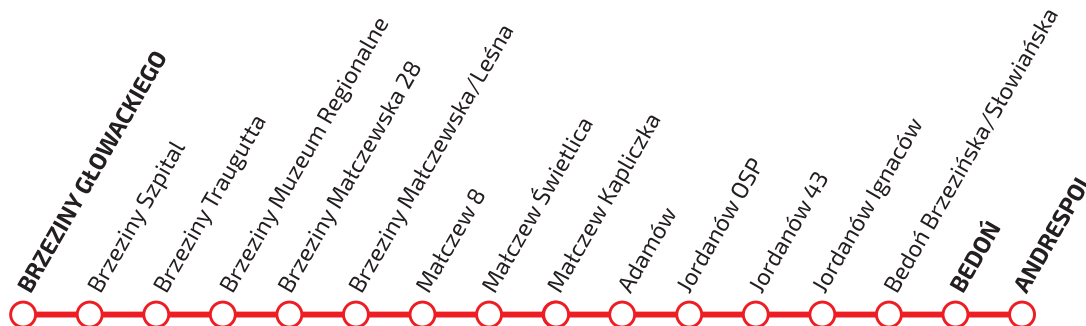 BRZEZINY GŁOWACKIEGO
Brzeziny Szpital
Brzeziny Traugutta
Brzeziny Muzeum Regionalne
Brzeziny Małczewska 28
Brzeziny Małczewska/Leśna
Małczew 8
Małczew Świetlica
Małczew Kapliczka
Adamów
Jordanów OSP
Jordanów 43
Jordanów Ignaców
Bedoń Brzezińska/Słowiańska
BEDOŃ
ANDRESPOL